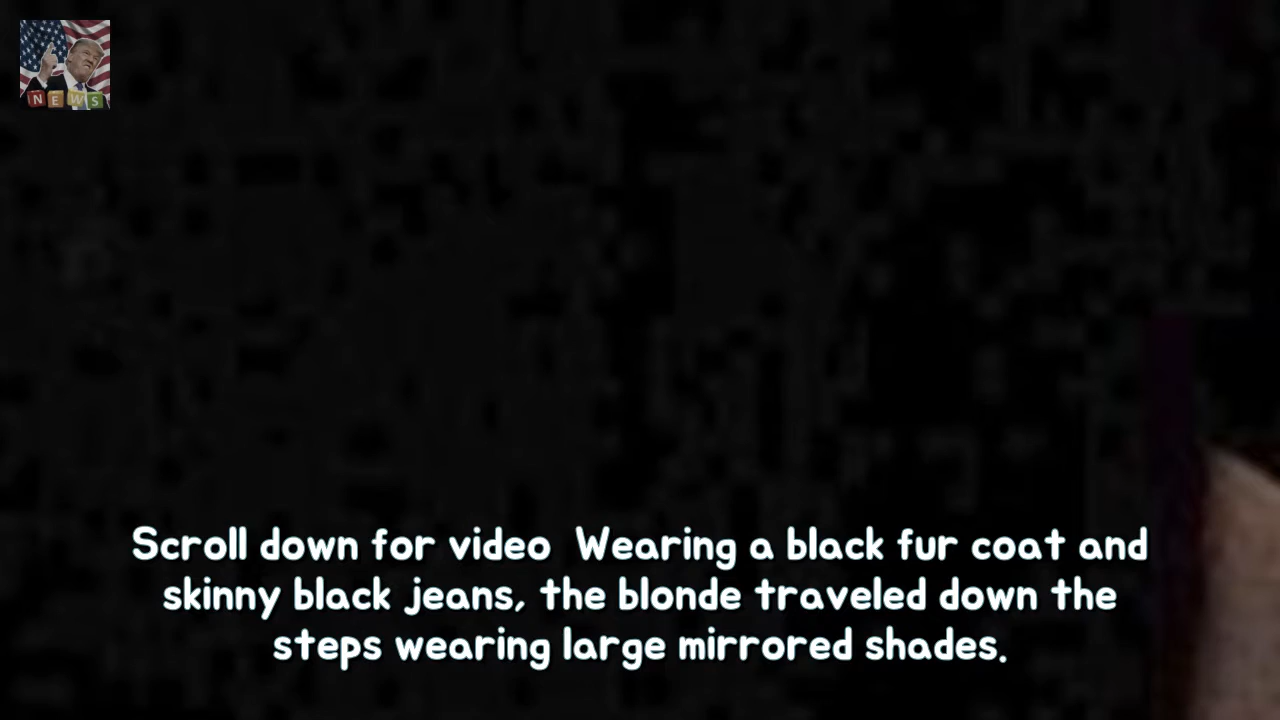 NEWS
Scroll down for video  Wearing a black fur coat and
skinny black jeans, the blonde traveled down the
steps wearing large mirrored shades.